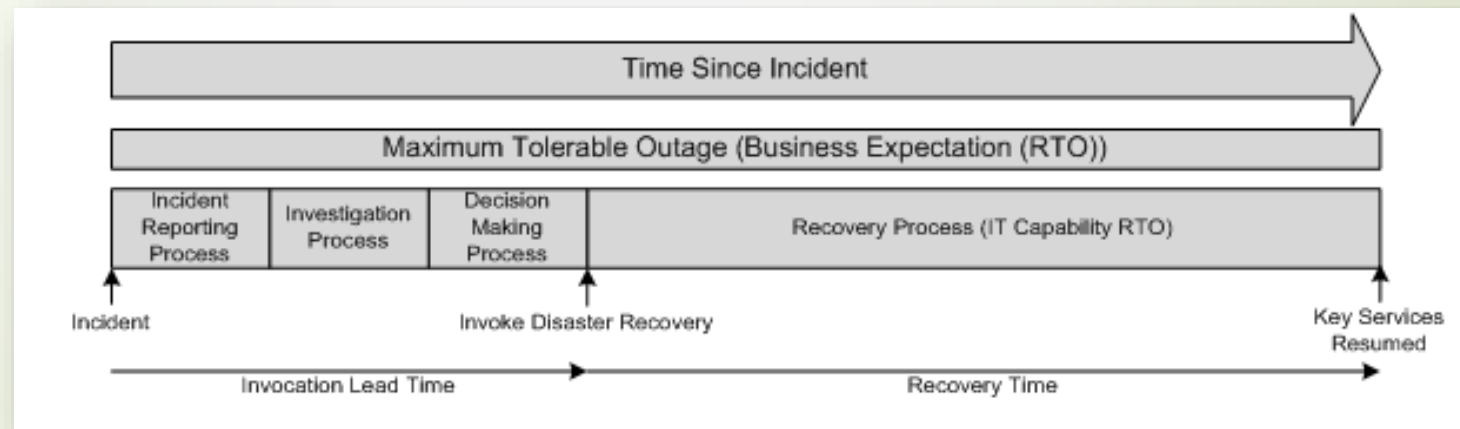 Time Since Incident
Maximum Tolerable Outage (Business Expectation (RTO))
Incident
Reporting
Process
Investigation
Process
Decision
Making
Process
Recovery Process (IT Capability RTO)
Incident
Invoke Disaster Recovery
Key Services
Resumed
Invocation Lead Time
Recovery Time